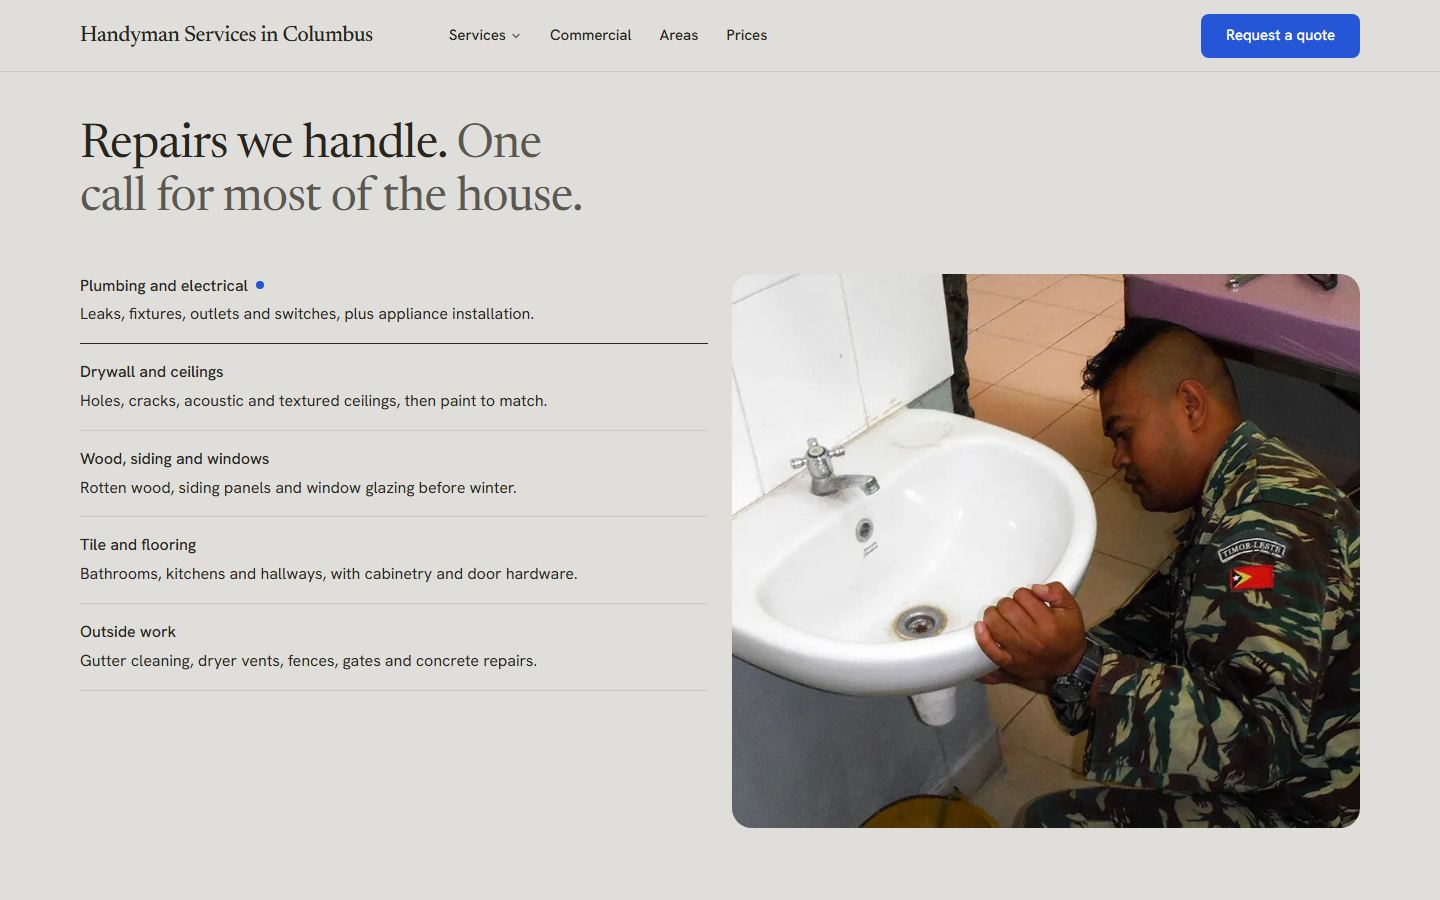 Handyman Services in Columbus
Services
Commercial
Areas
Prices
Request a quote
Repairs we handle. One
call for most of the house.
Plumbing and electrical
Leaks, fixtures, outlets and switches, plus appliance installation.
Drywall and ceilings
Holes, cracks, acoustic and textured ceilings, then paint to match.
Wood, siding and windows
Rotten wood, siding panels and window glazing before winter.
Tile and flooring
Bathrooms, kitchens and hallways, with cabinetry and door hardware.
Outside work
Gutter cleaning, dryer vents, fences, gates and concrete repairs.
TIMOR-LESTE